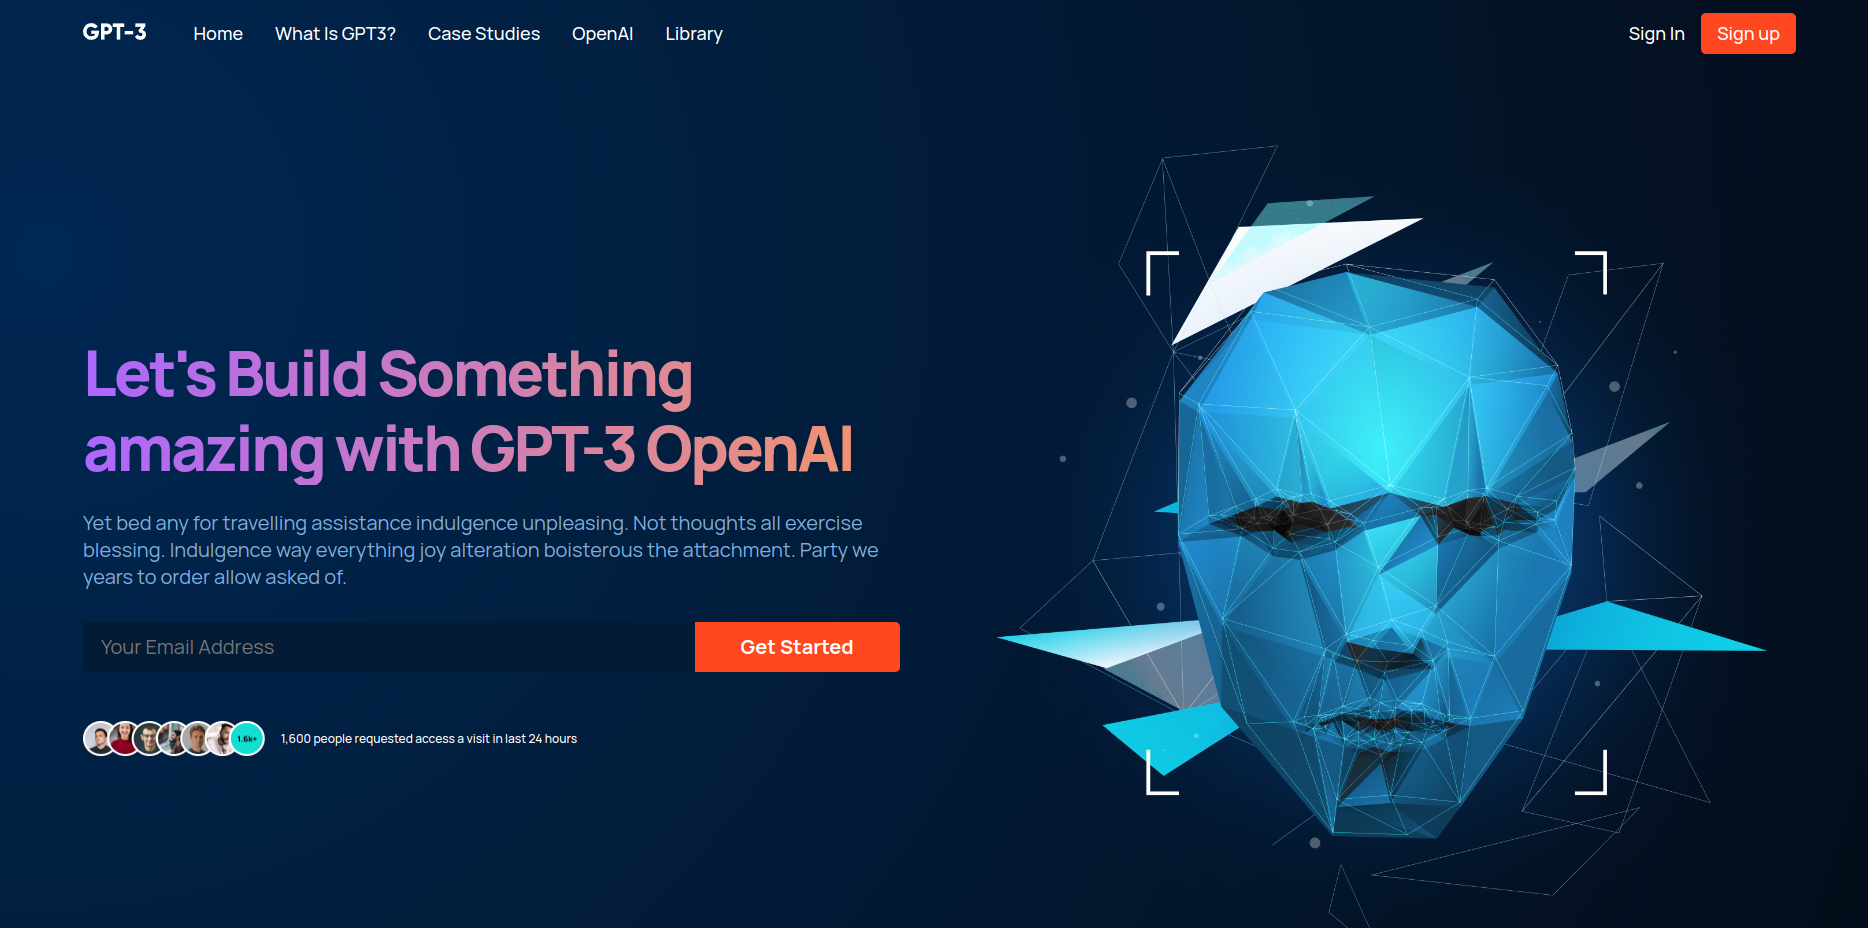 GPT-3
Home
What Is GPT3?
Case Studies
OpenAI
Library
Sign In
Sign up
Let's Build Something
amazing with GPT-3 OpenAI
Yet bed any for travelling assistance indulgence unpleasing. Not thoughts all exercise
blessing. Indulgence way everything joy alteration boisterous the attachment. Party we
years to order allow asked of.
Your Email Address
Get Started
1.6k+
1,600 people requested access a visit in last 24 hours